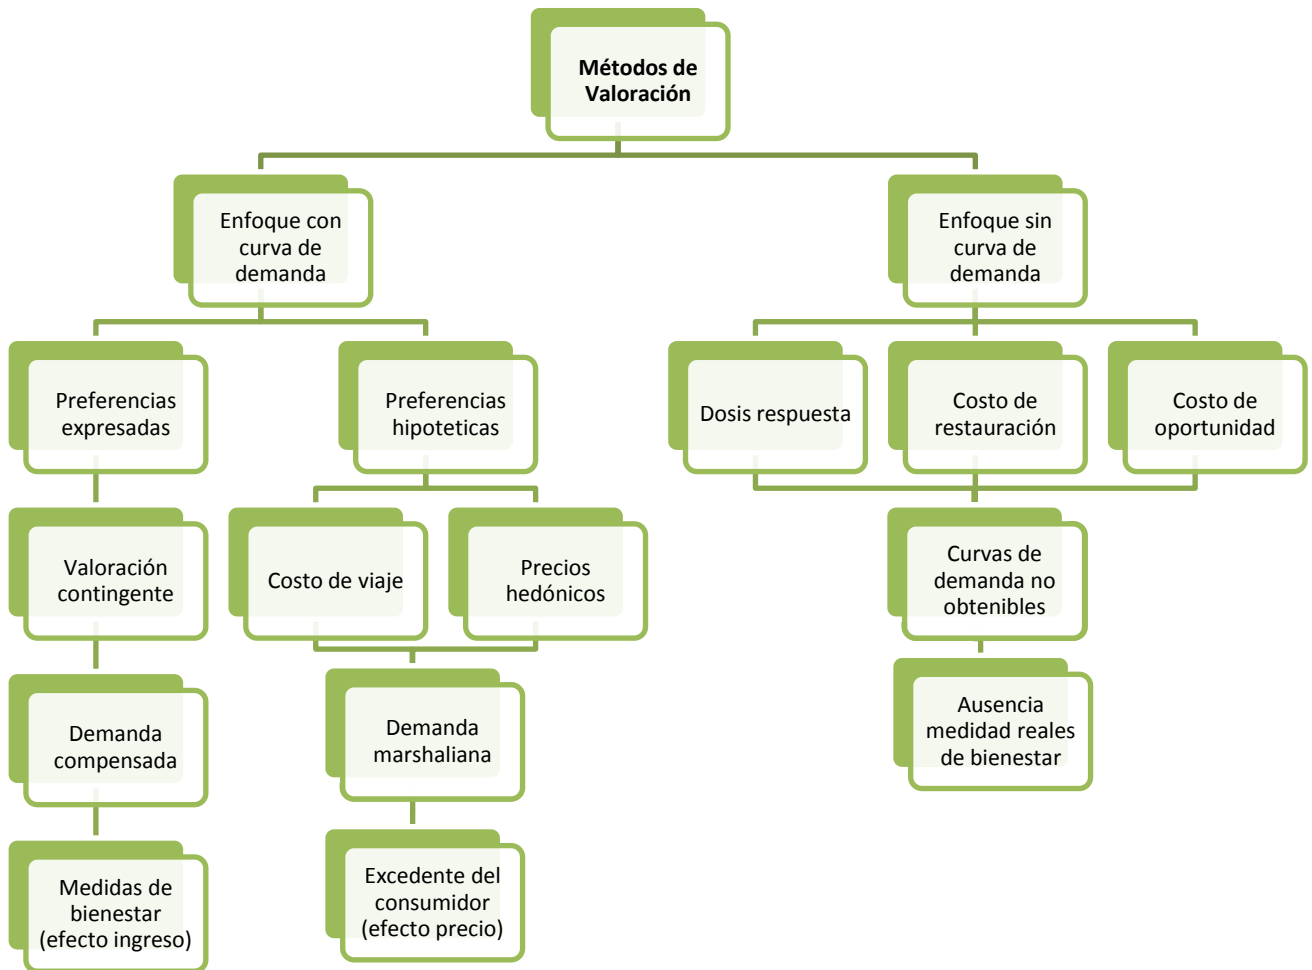 Métodos de
Valoración
Enfoque con
curva de
demanda
Enfoque sin
curva de
demanda
Preferencias
expresadas
Preferencias
hipoteticas
Dosis respuesta
Costo de
restauración
Costo de
oportunidad
Valoración
contingente
Costo de viaje
Precios
hedónicos
Curvas de
demanda no
obtenibles
Demanda
compensada
Demanda
marshaliana
Ausencia
medidad reales
de bienestar
Medidas de
bienestar
(efecto ingreso)
Excedente del
consumidor
(efecto precio)